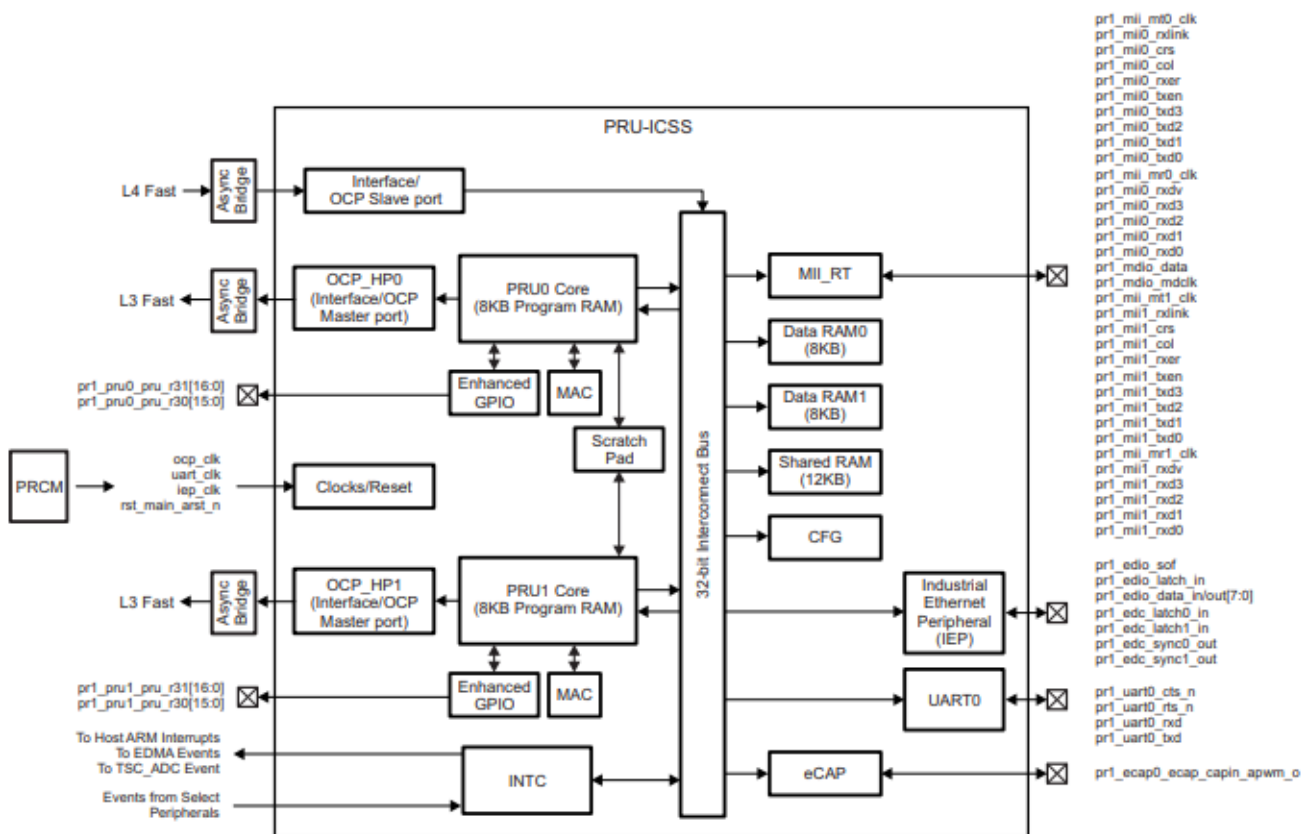 pr1_mii_mt0_clk
pr1_mii0_rxlink
pr1_mii0_crs
pr1_mii0_col
pr1_mii0_rxer
pr1_mii0_txen
pr1_mii0_txd3
pr1_mii0_txd2
pr1_mii0_txd1
pr1_mii0_txd0
pr1_mii_mr0_clk
pr1_mii0_rxdv
pr1_mii0_rxd3
pr1_mii0_rxd2
pr1_mii0_rxd1
pr1_mii0_rxd0
pr1_mdio_data
pr1_mdio_mdclk
pr1_mii_mt1_clk
pr1_mii1_rxlink
pr1_mii1_crs
pr1_mii1_col
pr1_mii1_rxer
pr1_mii1_txen
pr1_mii1_txd3
pr1_mii1_txd2
pr1_mii1_txd1
pr1_mii1_txd0
pr1_mii_mr1_clk
pr1_mii1_rxdv
pr1_mii1_rxd3
pr1_mii1_rxd2
pr1_mii1_rxd1
pr1_mii1_rxd0
PRU-ICSS
L4 Fast
Async
Bridge
Interface/
OCP Slave port
L3 Fast
Async
Bridge
OCP_HP0
(Interface/OCP
Master port)
PRU0 Core
(8KB Program RAM)
MII_RT
Data RAM0
(8KB)
pr1_pru0_pru_r31[16:0]
pr1_pru0_pru_r30[15:0]
Enhanced
GPIO
MAC
Data RAM1
(8KB)
Scratch
Pad
32-bit Interconnect Bus
Shared RAM
(12KB)
PRCM
ocp_clk
uart_clk
iep_clk
rst_main_arst_n
Clocks/Reset
CFG
L3 Fast
Async
Bridge
OCP_HP1
(Interface/OCP
Master port)
PRU1 Core
(8KB Program RAM)
Industrial
Ethernet
Peripheral
(IEP)
pr1_edio_sof
pr1_edio_latch_in
pr1_edio_data_in/out[7:0]
pr1_edc_latch0_in
pr1_edc_latch1_in
pr1_edc_sync0_out
pr1_edc_sync1_out
pr1_pru1_pru_r31[16:0]
pr1_pru1_pru_r30[15:0]
Enhanced
GPIO
MAC
UART0
pr1_uart0_cts_n
pr1_uart0_rts_n
pr1_uart0_rxd
pr1_uart0_txd
To Host ARM Interrupts
To EDMA Events
To TSC_ADC Event
Events from Select
Peripherals
INTC
eCAP
pr1_ecap0_ecap_capin_apwm_o